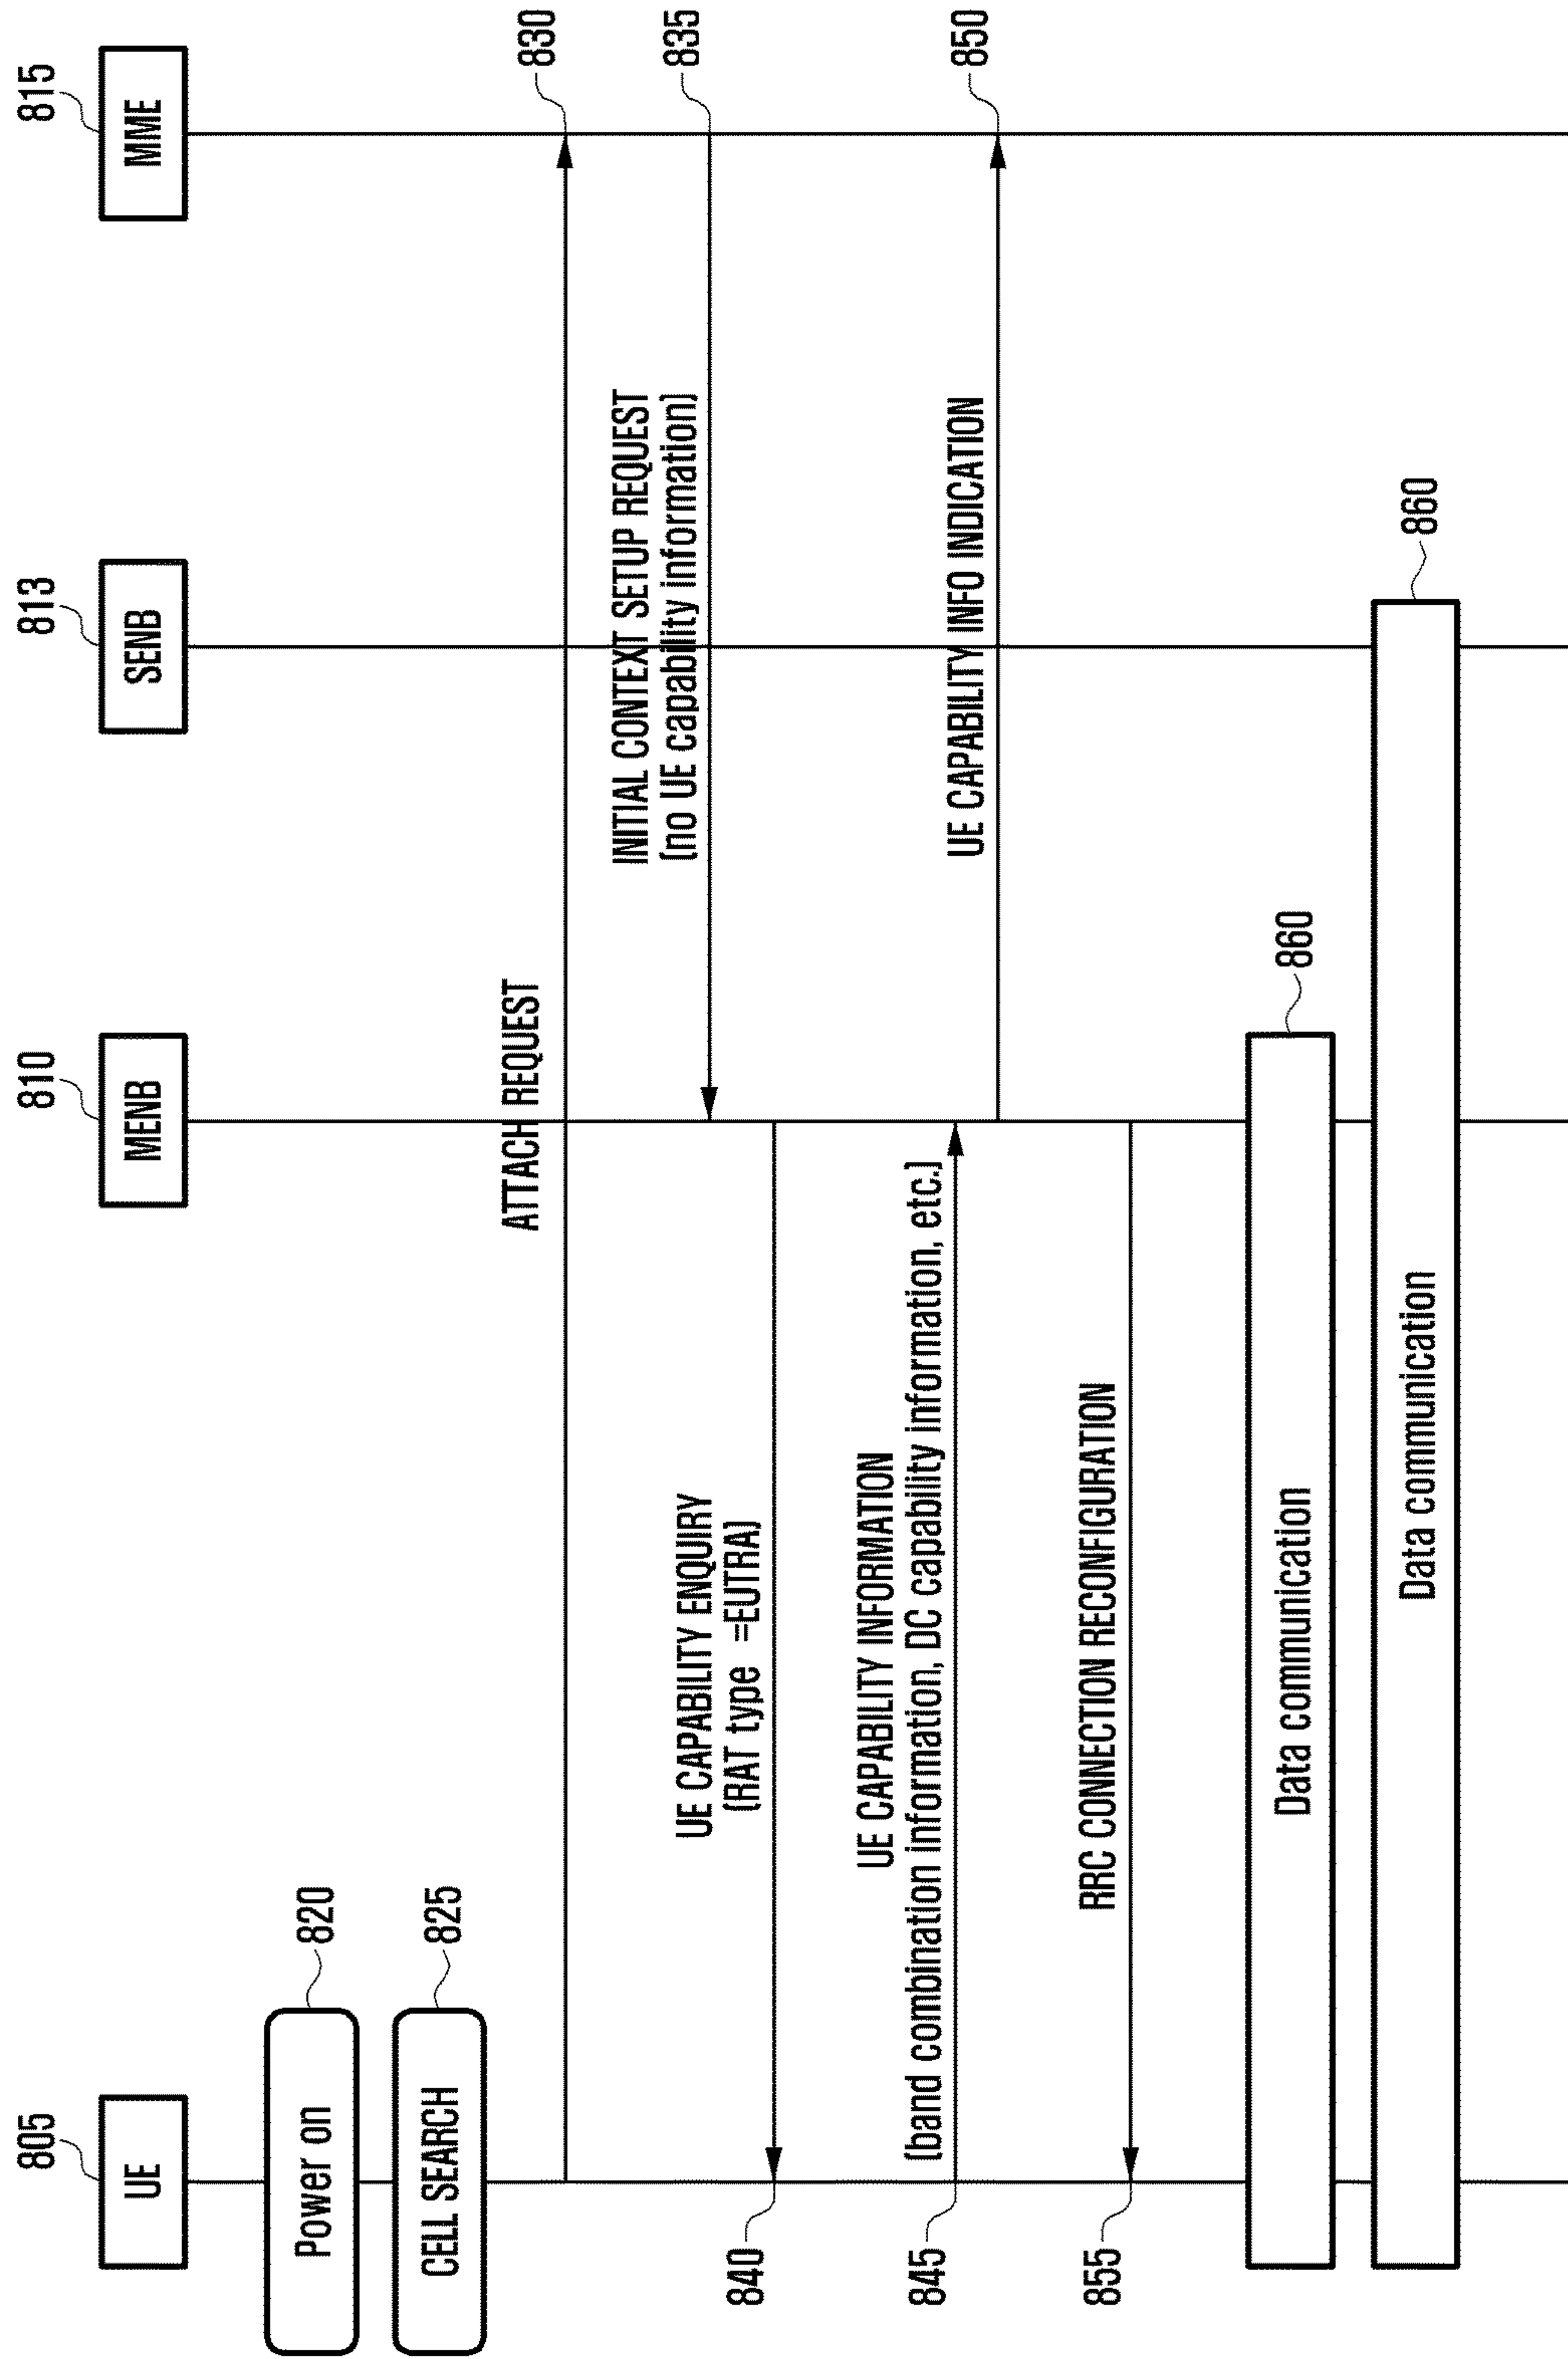 805
810
813
815
UE
MENB
SENB
MME
Power on
820
CELL SEARCH
825
ATTACH REQUEST
830
INITIAL CONTEXT SETUP REQUEST
(no UE capability information)
835
UE CAPABILITY ENQUIRY
(RAT type =EUTRA)
840
UE CAPABILITY INFORMATION
(band combination information, DC capability information, etc.)
845
UE CAPABILITY INFO INDICATION
850
RRC CONNECTION RECONFIGURATION
855
Data communication
860
Data communication
860